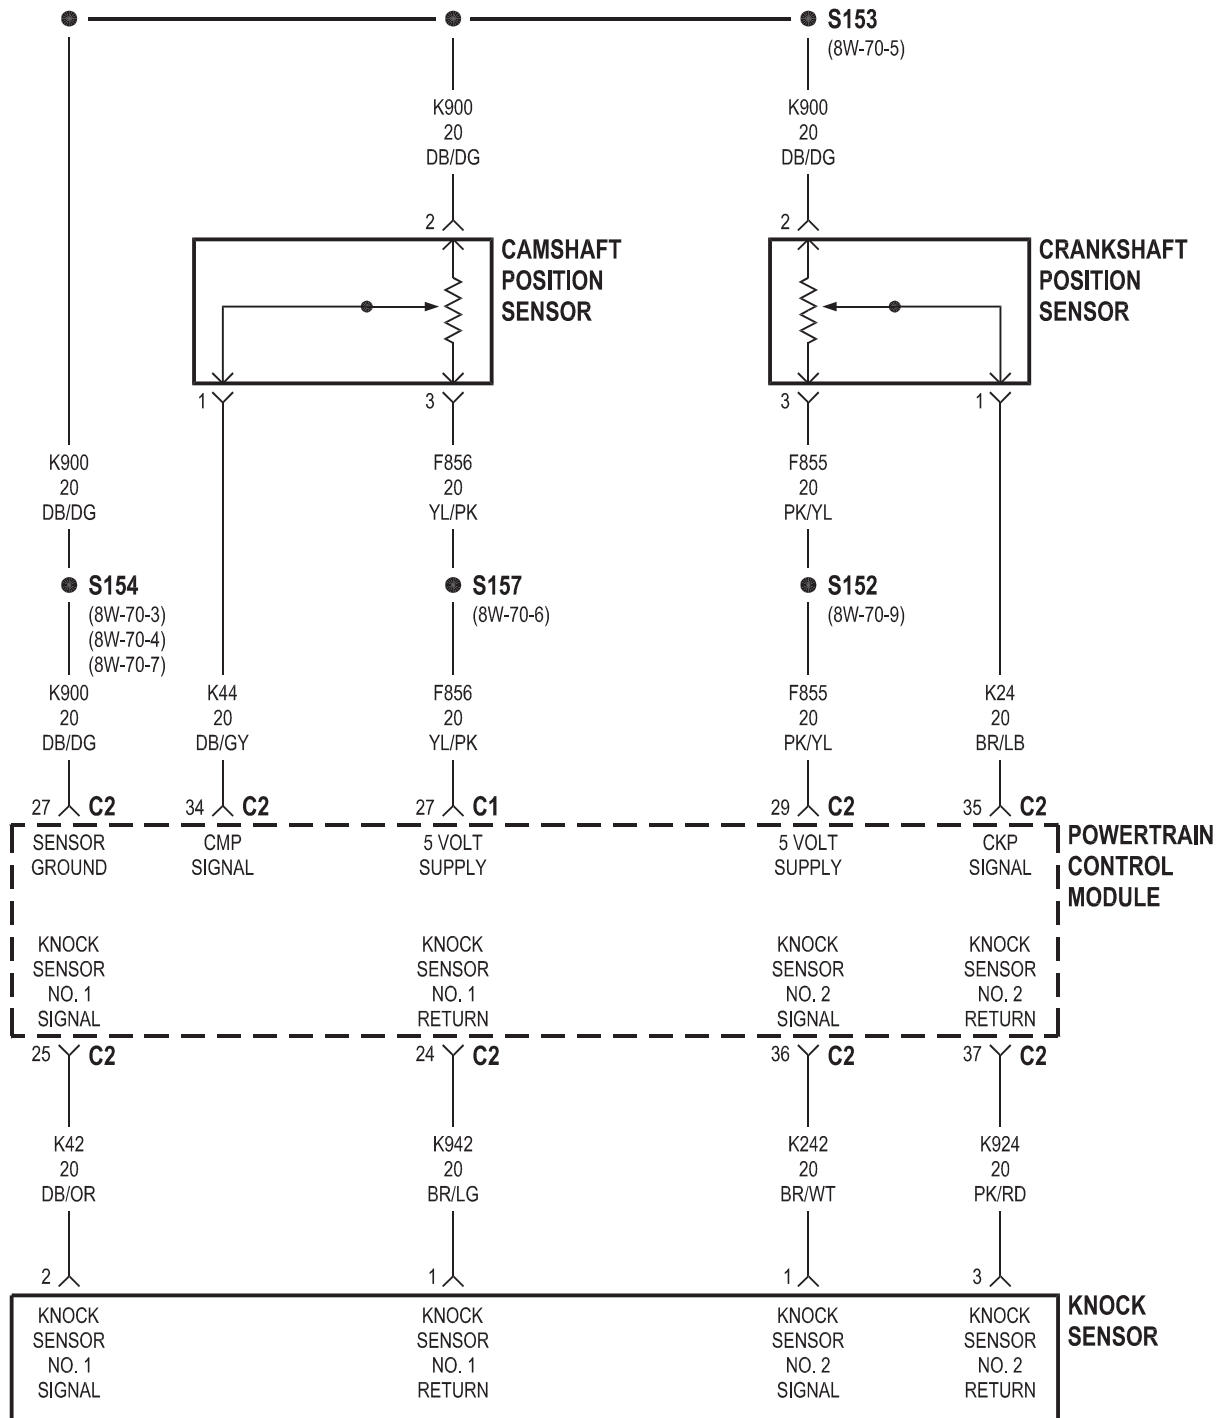 S153
(8W-70-5)
K900
20
DB/DG
K900
20
DB/DG
2
2
CAMSHAFT
POSITION
SENSOR
CRANKSHAFT
POSITION
SENSOR
1
3
3
1
K900
20
DB/DG
F856
20
YL/PK
F855
20
PK/YL
S154
(8W-70-3)
(8W-70-4)
(8W-70-7)
S157
(8W-70-6)
S152
(8W-70-9)
K900
20
DB/DG
K44
20
DB/GY
F856
20
YL/PK
F855
20
PK/YL
K24
20
BR/LB
27 C2
34 C2
27 C1
29 C2
35 C2
SENSOR
GROUND
CMP
SIGNAL
5 VOLT
SUPPLY
5 VOLT
SUPPLY
CKP
SIGNAL
POWERTRAIN
CONTROL
MODULE
KNOCK
SENSOR
NO. 1
SIGNAL
KNOCK
SENSOR
NO. 1
RETURN
KNOCK
SENSOR
NO. 2
SIGNAL
KNOCK
SENSOR
NO. 2
RETURN
25 C2
24 C2
36 C2
37 C2
K42
20
DB/OR
K942
20
BR/LG
K242
20
BR/WT
K924
20
PK/RD
2
1
1
3
KNOCK
SENSOR
NO. 1
SIGNAL
KNOCK
SENSOR
NO. 1
RETURN
KNOCK
SENSOR
NO. 2
SIGNAL
KNOCK
SENSOR
NO. 2
RETURN
KNOCK
SENSOR